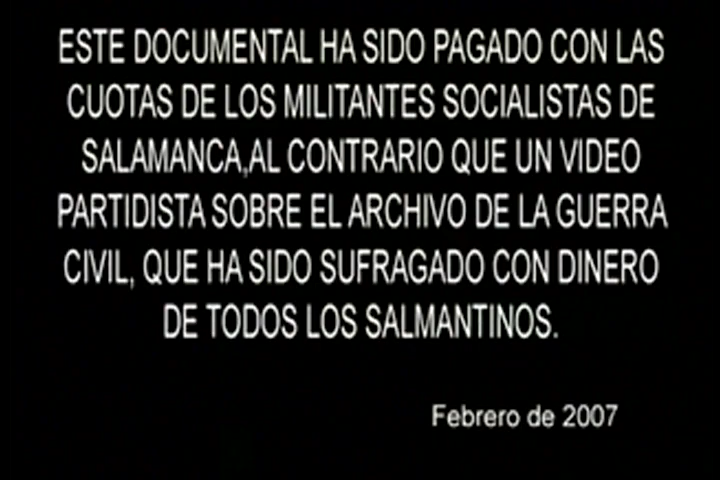 ESTE DOCUMENTAL HA SIDO PAGADO CON LAS
CUOTAS DE LOS MILITANTES SOCIALISTAS DE
SALAMANCA,AL CONTRARIO QUE UN VIDEO
PARTIDISTA SOBRE EL ARCHIVO DE LA GUERRA
CIVIL, QUE HA SIDO SUFRAGADO CON DINERO
DE TODOS LOS SALMANTINOS.
Febrero de 2007